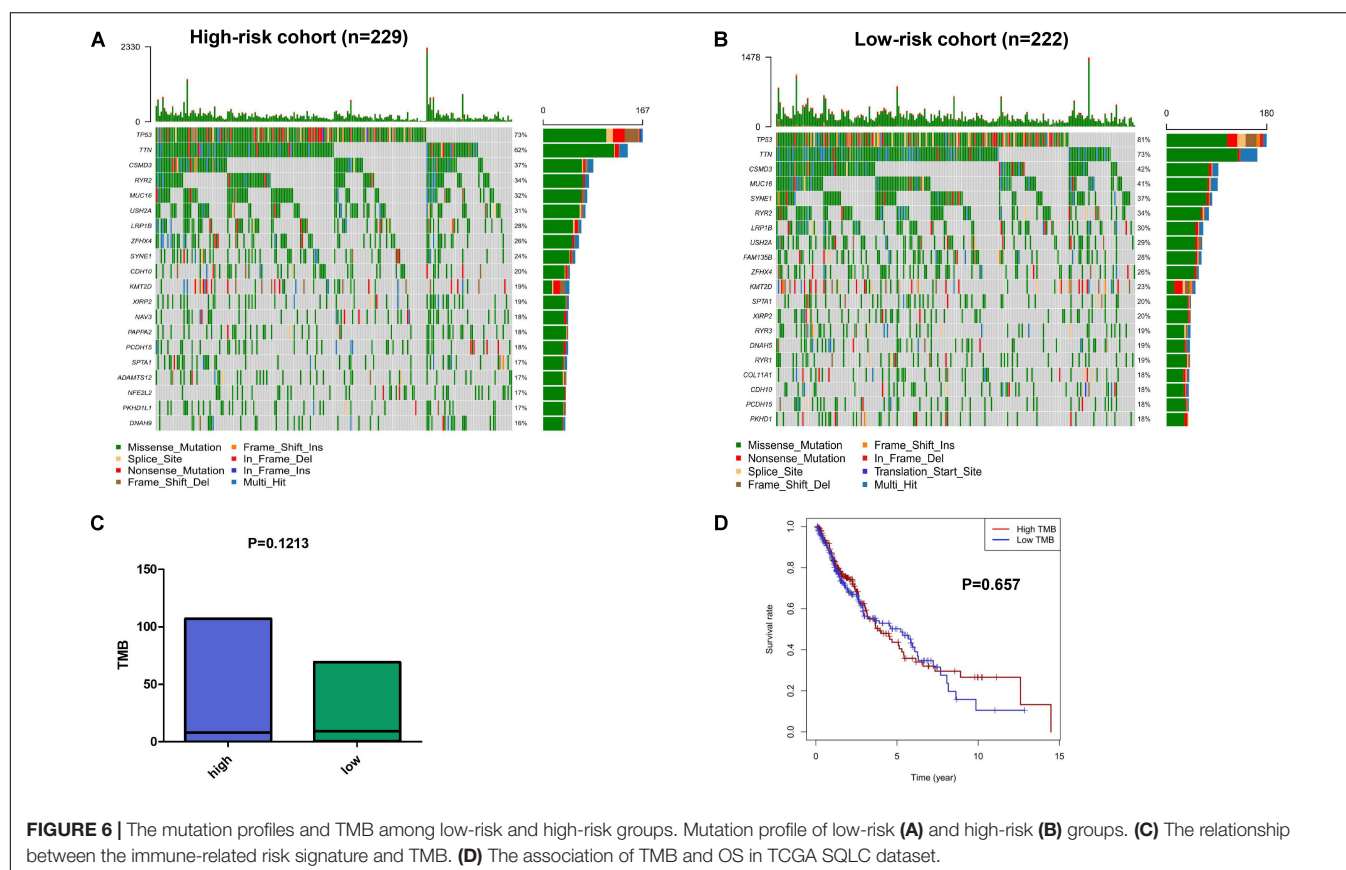 A
High-risk cohort (n=229)
2330
0
0
167
TP53 73%
TTN 62%
CSMD3 37%
RYR2 34%
MUC16 32%
USH2A 31%
LRP1B 28%
ZFHX4 26%
SYNE1 24%
CDH10 20%
KMT2D 19%
XIRP2 19%
NAV3 18%
PAPPA2 18%
PCDH15 18%
SPTA1 17%
ADAMTS12 17%
NFE2L2 17%
PKHD1L1 17%
DNAH9 16%
Missense_Mutation
Splice_Site
Nonsense_Mutation
Frame_Shift_Del
Frame_Shift_Ins
In_Frame_Del
In_Frame_Ins
Multi_Hit
B
Low-risk cohort (n=222)
1478
0
0
180
TP53 81%
TTN 73%
CSMD3 42%
MUC16 41%
SYNE1 37%
RYR2 34%
LRP1B 30%
USH2A 29%
FAM135B 28%
ZFHX4 26%
KMT2D 23%
SPTA1 20%
XIRP2 20%
RYR3 19%
DNAH5 19%
RYR1 19%
COL11A1 18%
CDH10 18%
PCDH15 18%
PKHD1 18%
Missense_Mutation
Nonsense_Mutation
Splice_Site
Frame_Shift_Del
Frame_Shift_Ins
In_Frame_Del
Translation_Start_Site
Multi_Hit
C
P=0.1213
TMB
150
100
50
0
high
low
D
High TMB
Low TMB
P=0.657
Survival rate
1.0
0.8
0.6
0.4
0.2
0.0
0
5
10
15
Time (year)
FIGURE 6 | The mutation profiles and TMB among low-risk and high-risk groups. Mutation profile of low-risk (A) and high-risk (B) groups. (C) The relationship
between the immune-related risk signature and TMB. (D) The association of TMB and OS in TCGA SQLC dataset.